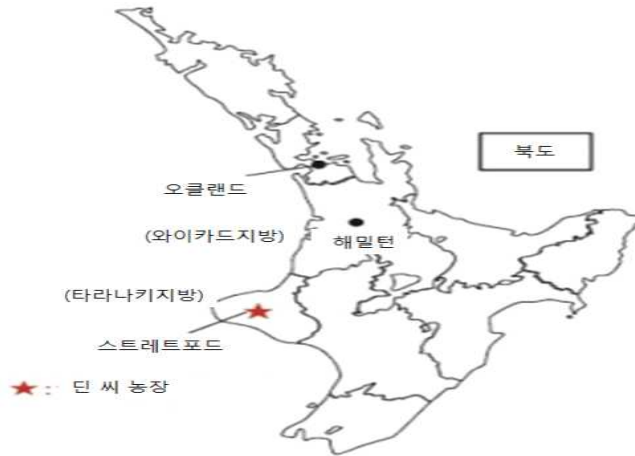 북도
오클랜드
(와이카드지방)
해밀턴
(타라나키지방)
스트레트포드
★ : 딘 씨 농장